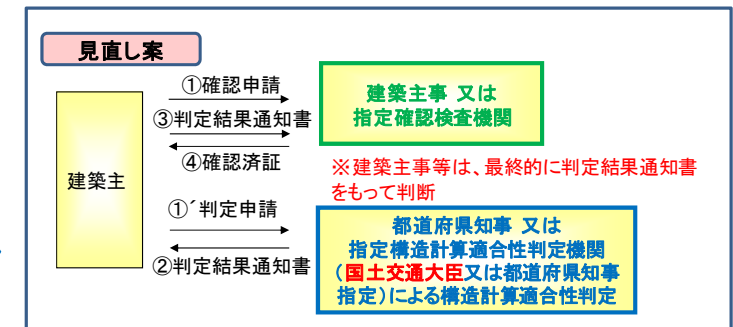 見直し案
①確認申請
③判定結果通知書
④確認済証
建築主
①´判定申請
②判定結果通知書
建築主事 又は
指定確認検査機関
※建築主事等は、最終的に判定結果通知書
をもって判断
都道府県知事 又は
指定構造計算適合性判定機関
(国土交通大臣又は都道府県知事
指定)による構造計算適合性判定